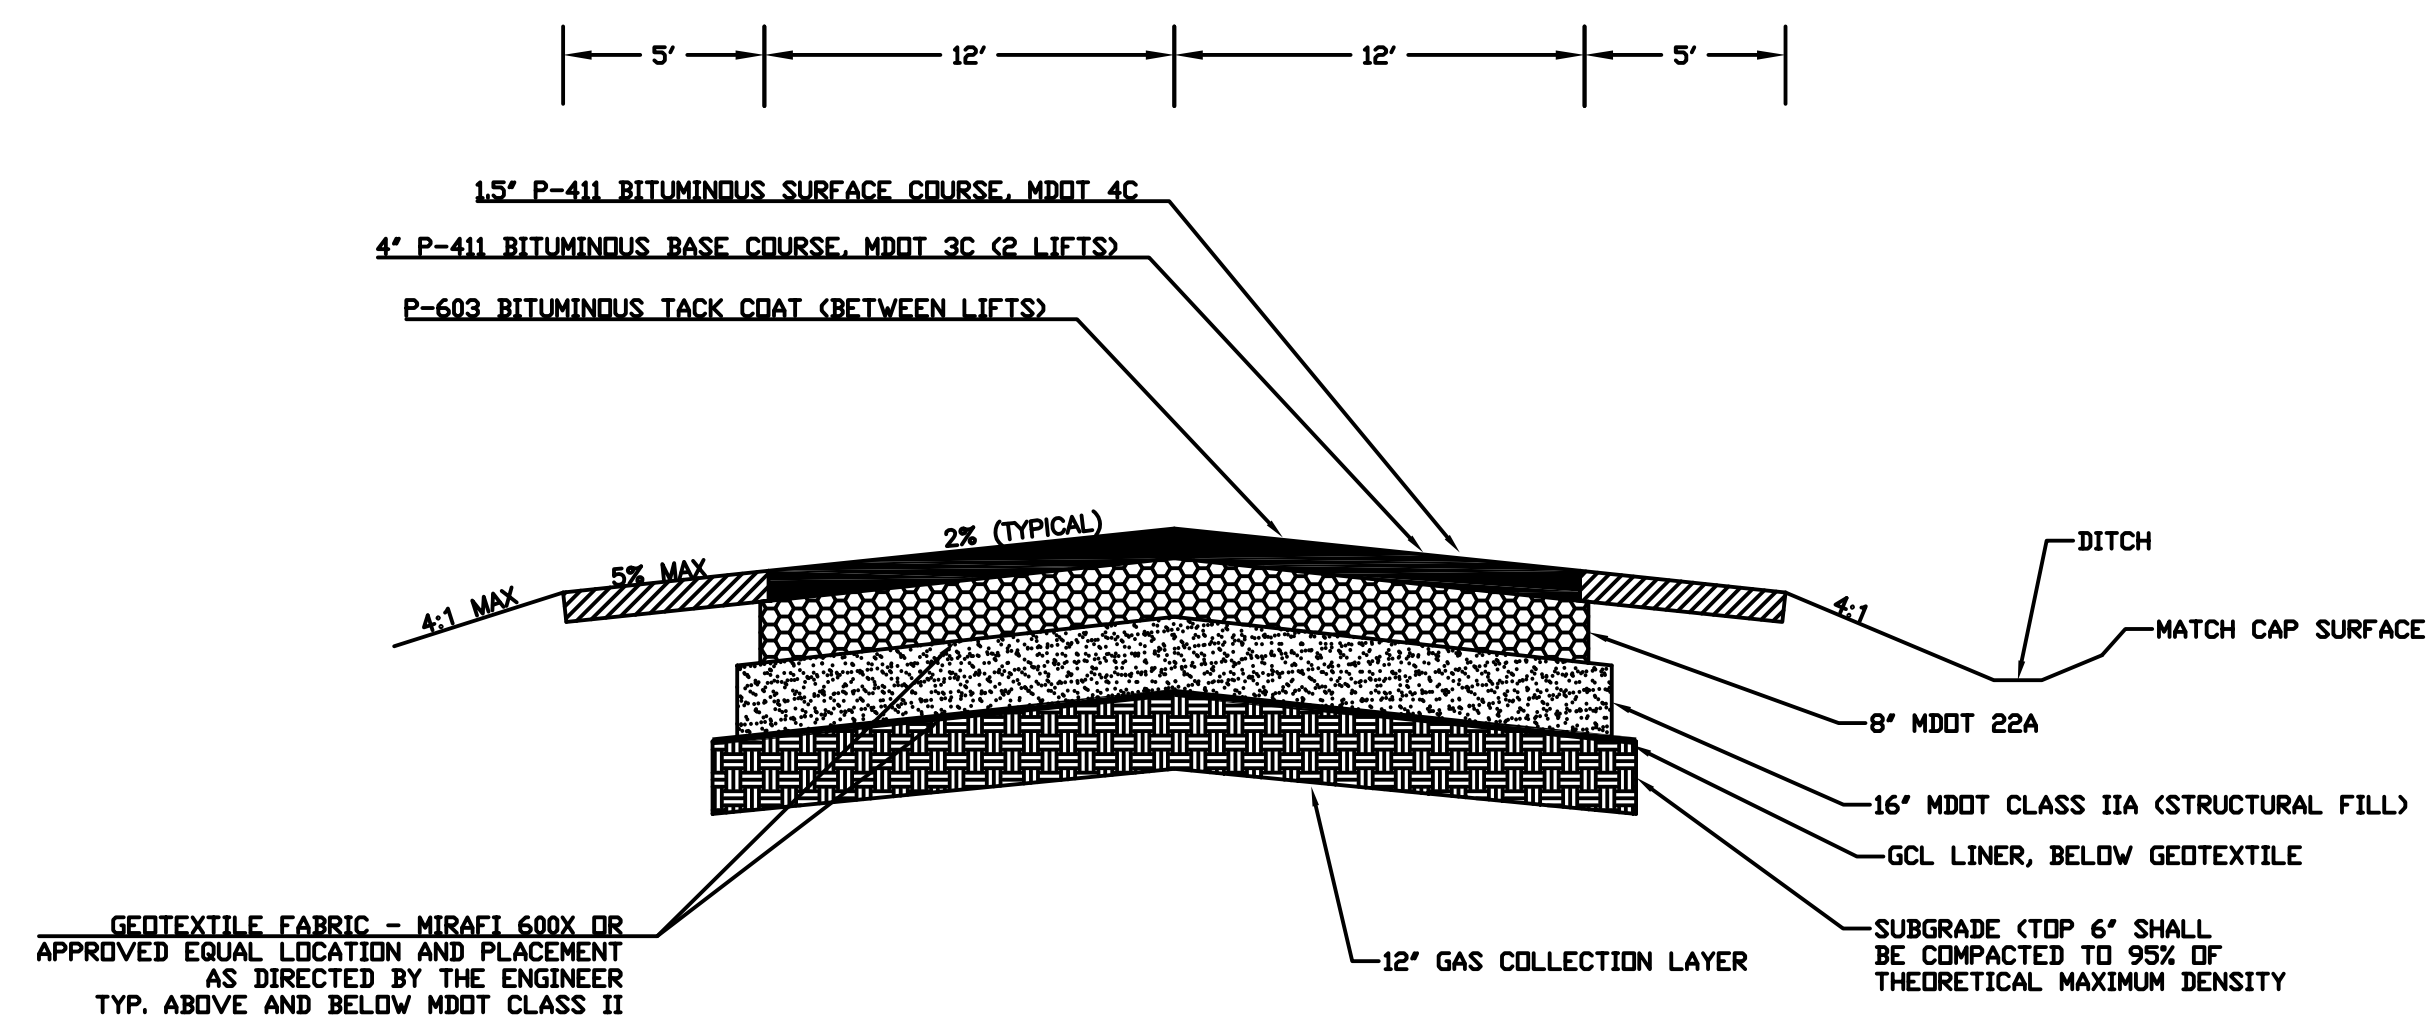 5' 12' 12' 5'
1.5" P-411 BITUMINOUS SURFACE COURSE, MDOT 4C
4" P-411 BITUMINOUS BASE COURSE, MDOT 3C (2 LIFTS)
P-603 BITUMINOUS TACK COAT (BETWEEN LIFTS)
2% (TYPICAL)
5% MAX
4:1 MAX
4:1
DITCH
MATCH CAP SURFACE
8" MDOT 22A
16" MDOT CLASS IIA (STRUCTURAL FILL)
GCL LINER, BELOW GEOTEXTILE
SUBGRADE (TOP 6" SHALL
BE COMPACTED TO 95% OF
THEORETICAL MAXIMUM DENSITY
12" GAS COLLECTION LAYER
GEOTEXTILE FABRIC - MIRAFI 600X OR
APPROVED EQUAL LOCATION AND PLACEMENT
AS DIRECTED BY THE ENGINEER
TYP. ABOVE AND BELOW MDOT CLASS II